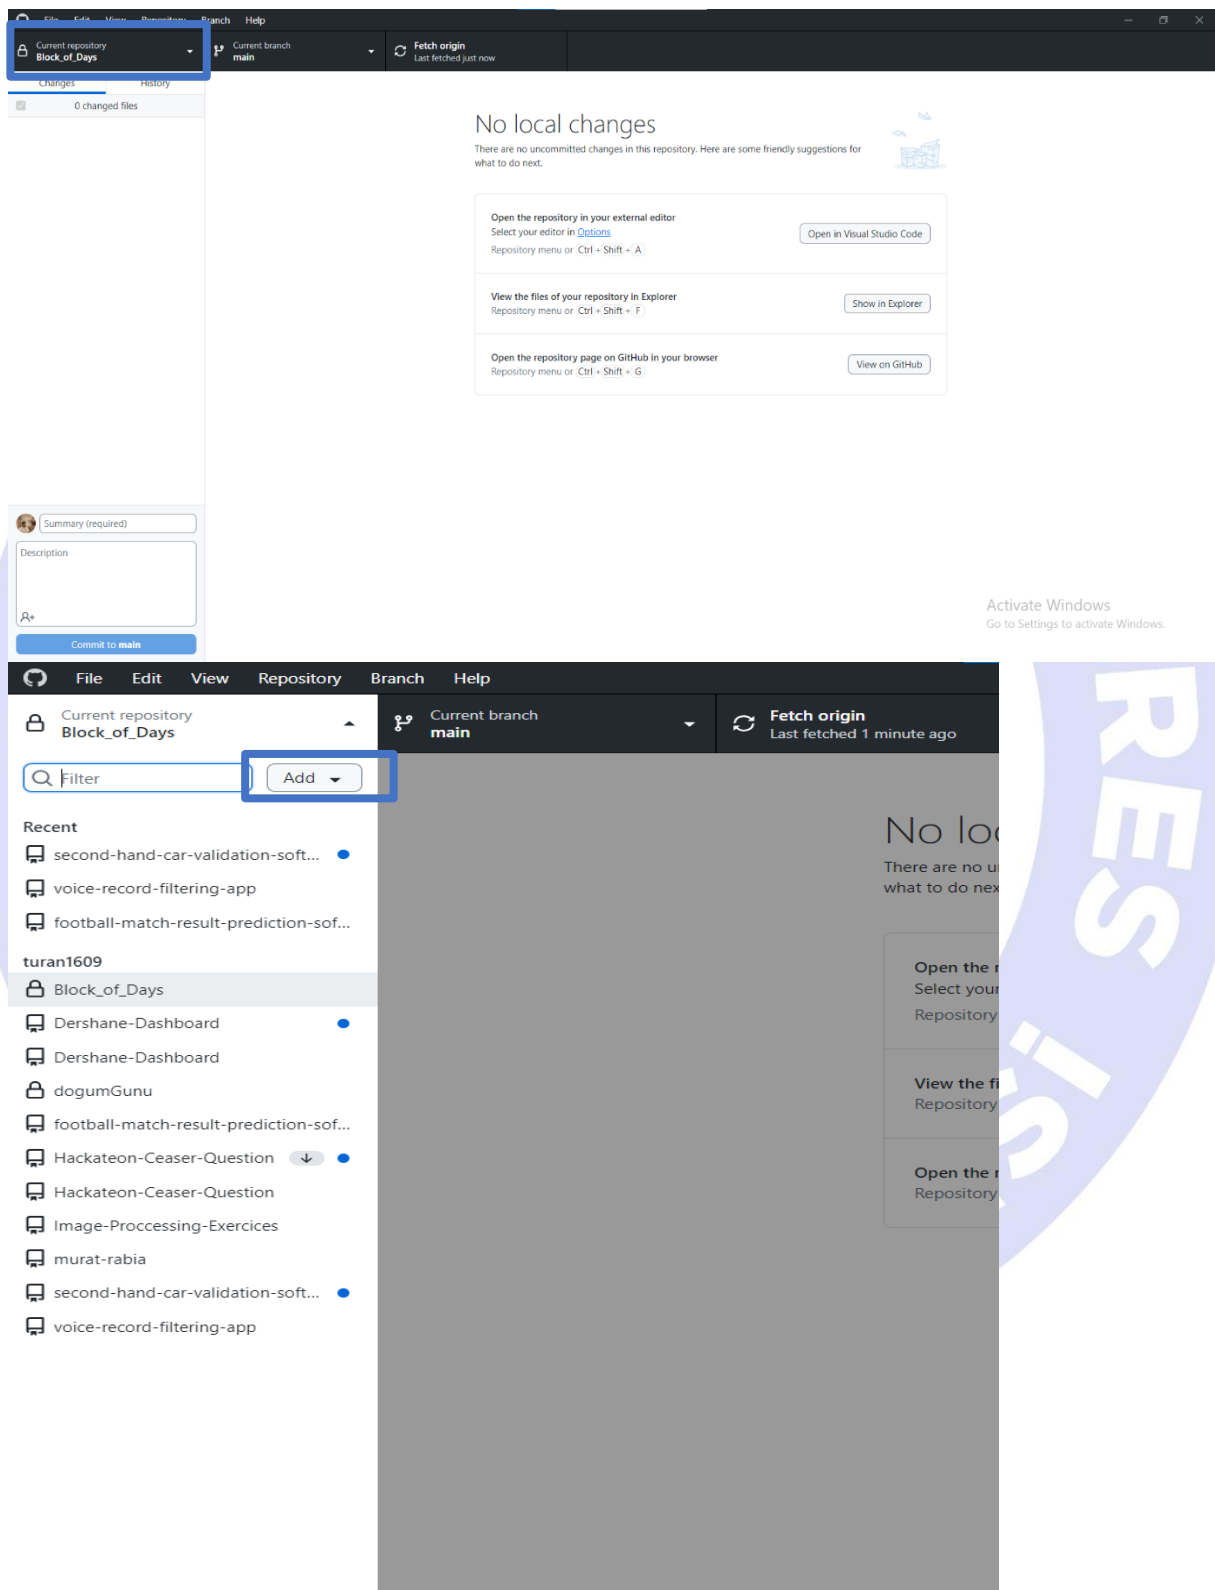 File Edit View Repository Branch Help
Current repository
Block_of_Days
Current branch
main
Fetch origin
Last fetched just now
Changes History
0 changed files
No local changes
There are no uncommitted changes in this repository. Here are some friendly suggestions for
what to do next.
Open the repository in your external editor
Select your editor in Options
Repository menu or Ctrl + Shift + A
Open in Visual Studio Code
View the files of your repository in Explorer
Repository menu or Ctrl + Shift + F
Show in Explorer
Open the repository page on GitHub in your browser
Repository menu or Ctrl + Shift + G
View on GitHub
Summary (required)
Description
Commit to main
Activate Windows
Go to Settings to activate Windows.
File Edit View Repository Branch Help
Current repository
Block_of_Days
Current branch
main
Fetch origin
Last fetched 1 minute ago
Filter
Add
Recent
second-hand-car-validation-soft...
voice-record-filtering-app
football-match-result-prediction-sof...
turan1609
Block_of_Days
Dershane-Dashboard
Dershane-Dashboard
dogumGunu
football-match-result-prediction-sof...
Hackateon-Ceaser-Question
Hackateon-Ceaser-Question
Image-Proccessing-Exercices
murat-rabia
second-hand-car-validation-soft...
voice-record-filtering-app
No lo
There are no u
what to do nex
Open the r
Select your
Repository
View the fi
Repository
Open the r
Repository
RES